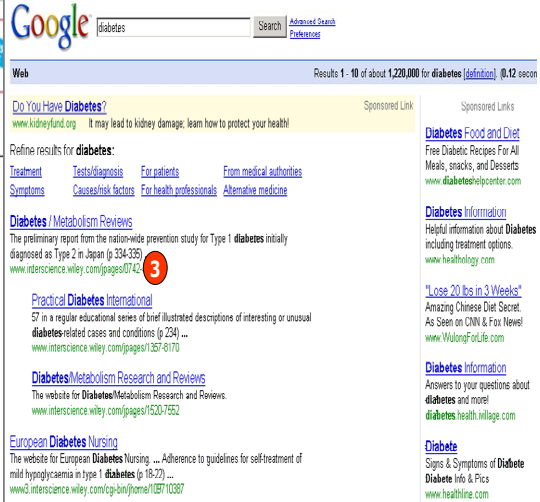 Google
diabetes
Search
Advanced Search
Preferences
Web
Results 1 - 10 of about 1,220,000 for diabetes [definition]. (0.12 secon
Do You Have Diabetes?
Sponsored Link
www.kidneyfund.org It may lead to kidney damage; learn how to protect your health!
Refine results for diabetes:
Treatment Tests/diagnosis For patients From medical authorities
Symptoms Causes/risk factors For health professionals Alternative medicine
Diabetes / Metabolism Reviews
The preliminary report from the nation-wide prevention study for Type 1 diabetes initially
diagnosed as Type 2 in Japan (p 334-335)
www.interscience.wiley.com/jpages/0742-
3
Practical Diabetes International
57 in a regular educational series of brief illustrated descriptions of interesting or unusual
diabetes-related cases and conditions (p 234) ...
www.interscience.wiley.com/jpages/1357-8170
Diabetes/Metabolism Research and Reviews
The website for Diabetes/Metabolism Research and Reviews.
www.interscience.wiley.com/jpages/1520-7552
European Diabetes Nursing
The website for European Diabetes Nursing. ... Adherence to guidelines for self-treatment of
mild hypoglycaemia in type 1 diabetes (p 18-22) ...
www3.interscience.wiley.com/cgi-bin/jhome/109710387
Sponsored Links
Diabetes Food and Diet
Free Diabetic Recipes For All
Meals, snacks, and Desserts
www.diabeteshelpcenter.com
Diabetes Information
Helpful information about Diabetes
including treatment options.
www.healthology.com
"Lose 20 lbs in 3 Weeks"
Amazing Chinese Diet Secret.
As Seen on CNN & Fox News!
www.WulongForLife.com
Diabetes Information
Answers to your questions about
diabetes and more!
diabetes.health.ivillage.com
Diabete
Signs & Symptoms of Diabete
Diabete Info & Pics
www.healthline.com